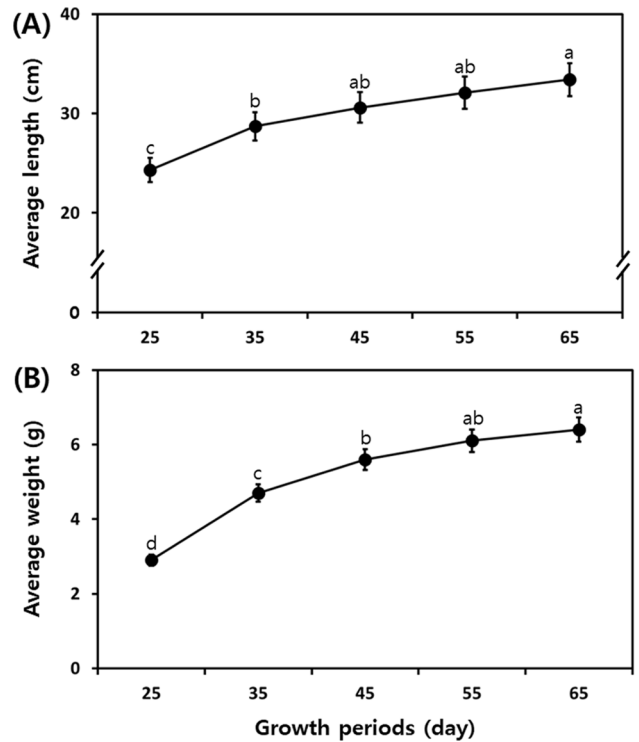 (A)
Average length (cm)
40
30
20
0
c
b
ab
ab
a
25 35 45 55 65
(B)
Average weight (g)
8
6
4
2
0
d
c
b
ab
a
25 35 45 55 65
Growth periods (day)